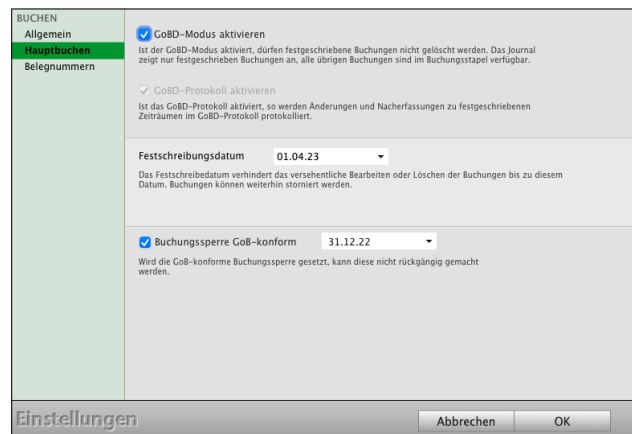 BUCHEN
Allgemein
Hauptbuchen
Belegnummern
GoBD-Modus aktivieren
Ist der GoBD-Modus aktiviert, dürfen festgeschriebene Buchungen nicht gelöscht werden. Das Journal
zeigt nur festgeschrieben Buchungen an, alle übrigen Buchungen sind im Buchungsstapel verfügbar.
GoBD-Protokoll aktivieren
Ist das GoBD-Protokoll aktiviert, so werden Änderungen und Nacherfassungen zu festgeschriebenen
Zeiträumen im GoBD-Protokoll protokolliert.
Festschreibungsdatum 01.04.23
Das Festschreibedatum verhindert das versehentliche Bearbeiten oder Löschen der Buchungen bis zu diesem
Datum. Buchungen können weiterhin storniert werden.
Buchungssperre GoB-konform 31.12.22
Wird die GoB-konforme Buchungssperre gesetzt, kann diese nicht rückgängig gemacht
werden.
Einstellungen Abbrechen OK